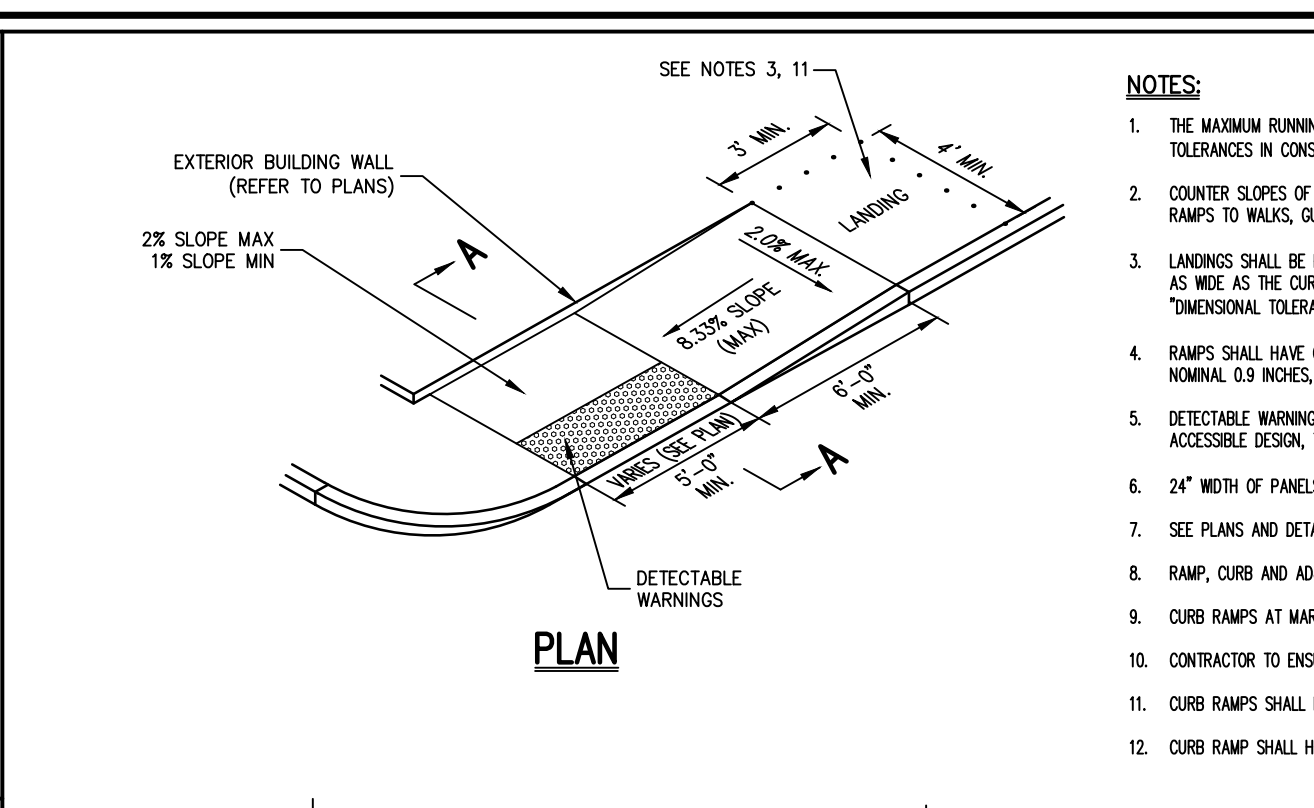 SEE NOTES 3, 11
3' MIN.
4' MIN.
EXTERIOR BUILDING WALL
(REFER TO PLANS)
LANDING
2% SLOPE MAX
1% SLOPE MIN
A
2.0% MAX.
8.33% SLOPE
(MAX)
6'-0"
MIN.
VARIES (SEE PLAN)
5'-0"
MIN.
A
DETECTABLE
WARNINGS
PLAN
NOTES:
1. THE MAXIMUM RUNNIN
TOLERANCES IN CONS
2. COUNTER SLOPES OF
RAMPS TO WALKS, GU
3. LANDINGS SHALL BE
AS WIDE AS THE CUR
"DIMENSIONAL TOLERA
4. RAMPS SHALL HAVE
NOMINAL 0.9 INCHES,
5. DETECTABLE WARNING
ACCESSIBLE DESIGN,
6. 24" WIDTH OF PANELS
7. SEE PLANS AND DETA
8. RAMP, CURB AND AD
9. CURB RAMPS AT MAR
10. CONTRACTOR TO ENS
11. CURB RAMPS SHALL
12. CURB RAMP SHALL H